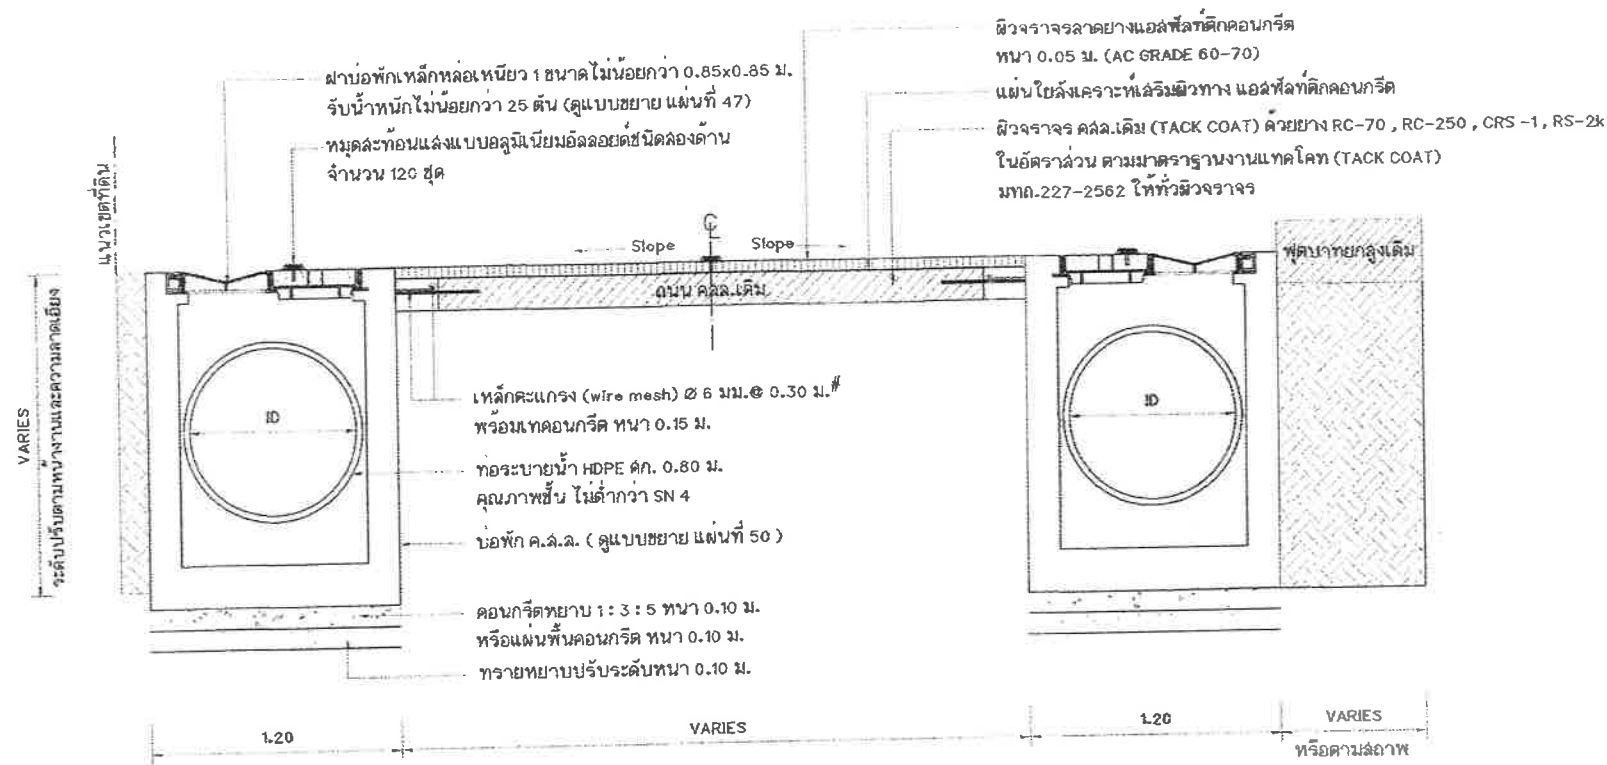 ผิวจราจรลาดยางแอสฟัลท์ติกคอนกรีต
หนา 0.05 ม. (AC GRADE 60-70)
แผ่นใยสังเคราะห์เสริมผิวทาง แอสฟัลท์ติกคอนกรีต
ผิวจราจร คสล.เดิม (TACK COAT) ด้วยยาง RC-70 , RC-250 , CRS -1, RS-2k
ในอัตราส่วน ตามมาตราฐานงานแทคโคท (TACK COAT)
มทถ.227-2562 ให้ทั่วผิวจราจร
ฝาบ่อพักเหล็กหล่อเหนียว 1 ขนาดไม่น้อยกว่า 0.85x0.85 ม.
รับน้ำหนักไม่น้อยกว่า 25 ตัน (ดูแบบขยาย แผ่นที่ 47)
หมุดสะท้อนแสงแบบอลูมิเนียมอัลลอยด์ชนิดสองด้าน
จำนวน 120 ชุด
แนวเขตที่ดิน
Slope
Slope
ถนน คสล.เดิม
ฟุตบาทยกสูงเดิม
VARIES
ระดับปรับตามหน้างานและความลาดเอียง
ID
ID
เหล็กตะแกรง (wire mesh) Ø 6 มม.@ 0.30 ม.#
พร้อมเทคอนกรีต หนา 0.15 ม.
ท่อระบายน้ำ HDPE ศก. 0.80 ม.
คุณภาพชั้น ไม่ต่ำกว่า SN 4
บ่อพัก ค.ส.ล. ( ดูแบบขยาย แผ่นที่ 50 )
คอนกรีตหยาบ 1 : 3 : 5 หนา 0.10 ม.
หรือแผ่นพื้นคอนกรีต หนา 0.10 ม.
ทรายหยาบปรับระดับหนา 0.10 ม.
1.20
VARIES
1.20
VARIES
หรือตามสภาพ